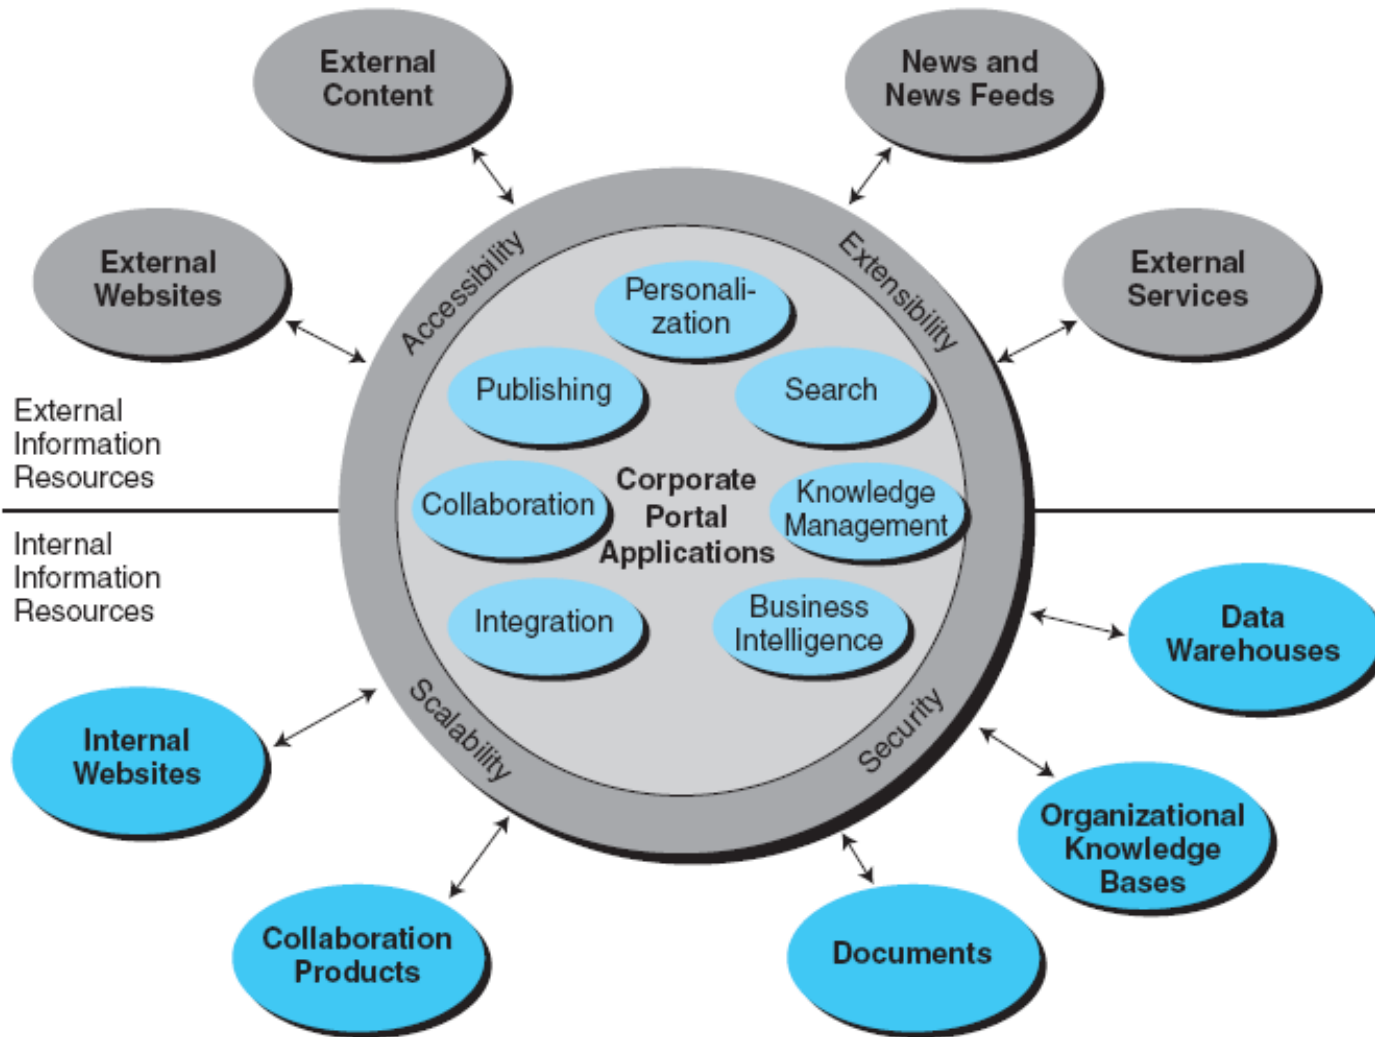 External
Content
News and
News Feeds
External
Websites
External
Services
Accessibility
Extensibility
Personali-
zation
Publishing
Search
External
Information
Resources
Collaboration
Corporate
Portal
Applications
Knowledge
Management
Internal
Information
Resources
Integration
Business
Intelligence
Data
Warehouses
Scalability
Security
Internal
Websites
Organizational
Knowledge
Bases
Collaboration
Products
Documents